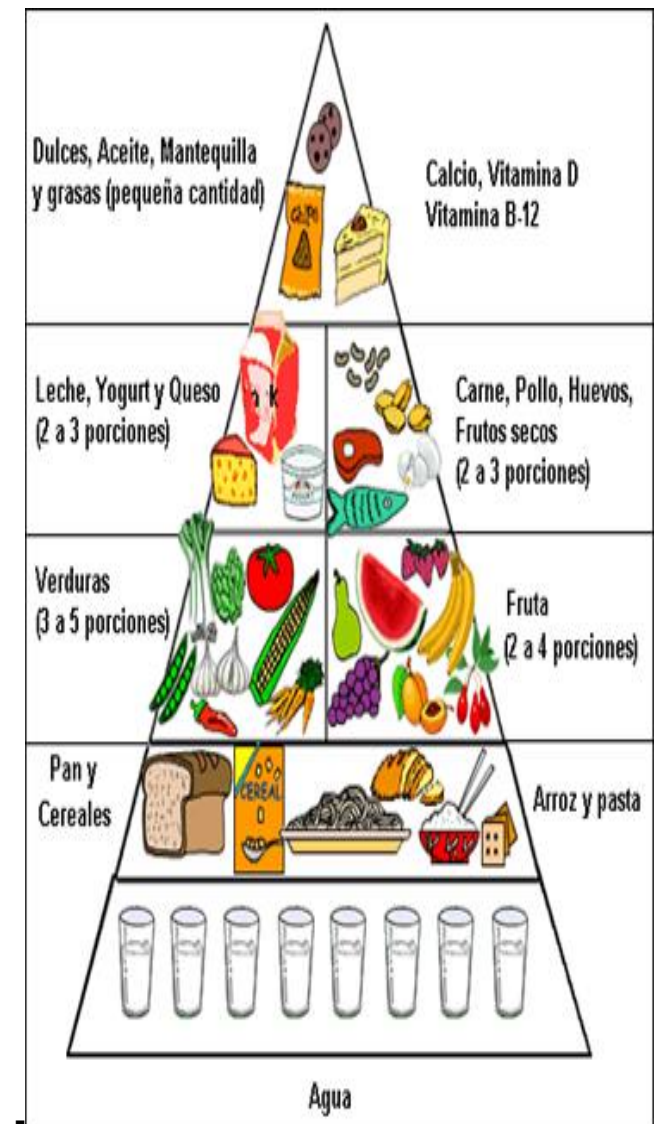 Dulces, Aceite, Mantequilla
y grasas (pequeña cantidad)
Calcio, Vitamina D
Vitamina B-12
CHIPS
Leche, Yogurt y Queso
(2 a 3 porciones)
Carne, Pollo, Huevos,
Frutos secos
(2 a 3 porciones)
Verduras
(3 a 5 porciones)
Fruta
(2 a 4 porciones)
Pan y
Cereales
CEREAL
Arroz y pasta
Agua